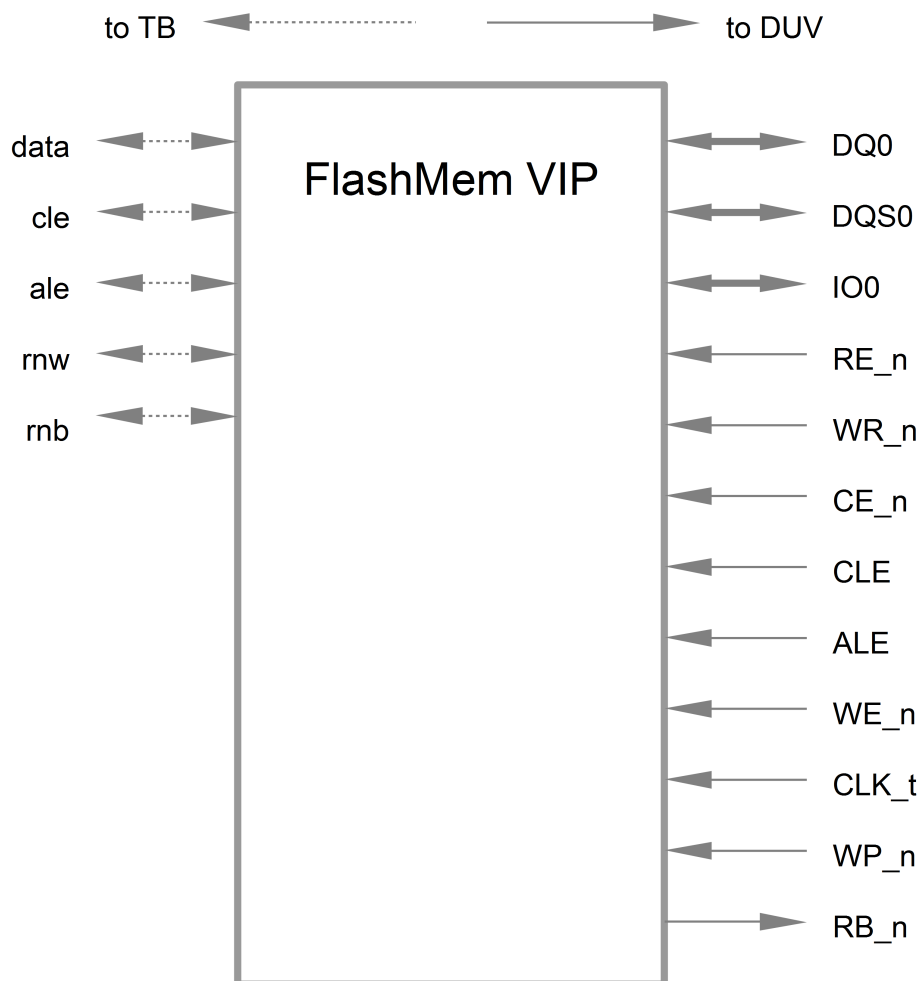 to TB
to DUV
FlashMem VIP
data
cle
ale
rnw
rnb
DQ0
DQS0
IO0
RE_n
WR_n
CE_n
CLE
ALE
WE_n
CLK_t
WP_n
RB_n